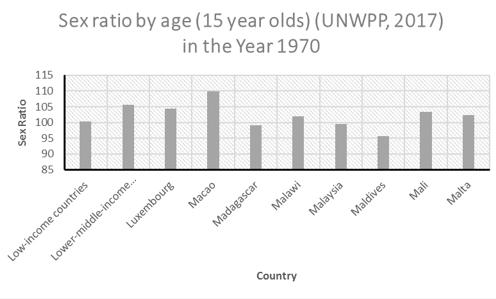 Sex ratio by age (15 year olds) (UNWPP, 2017)
in the Year 1970
115
110
105
100
95
90
85
Sex Ratio
Low-income countries
Lower-middle-income...
Luxembourg
Macao
Madagascar
Malawi
Malaysia
Maldives
Mali
Malta
Country